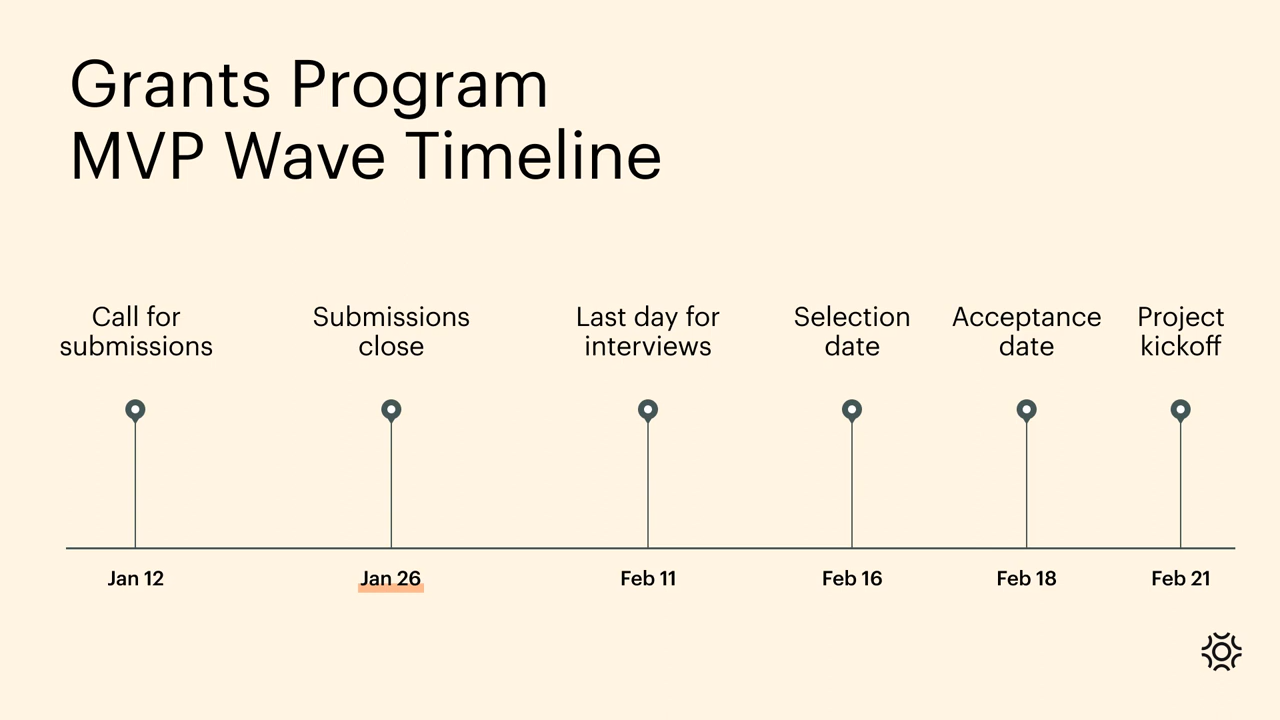 Grants Program
MVP Wave Timeline
Call for
submissions
Submissions
close
Last day for
interviews
Selection
date
Acceptance
date
Project
kickoff
Jan 12
Jan 26
Feb 11
Feb 16
Feb 18
Feb 21